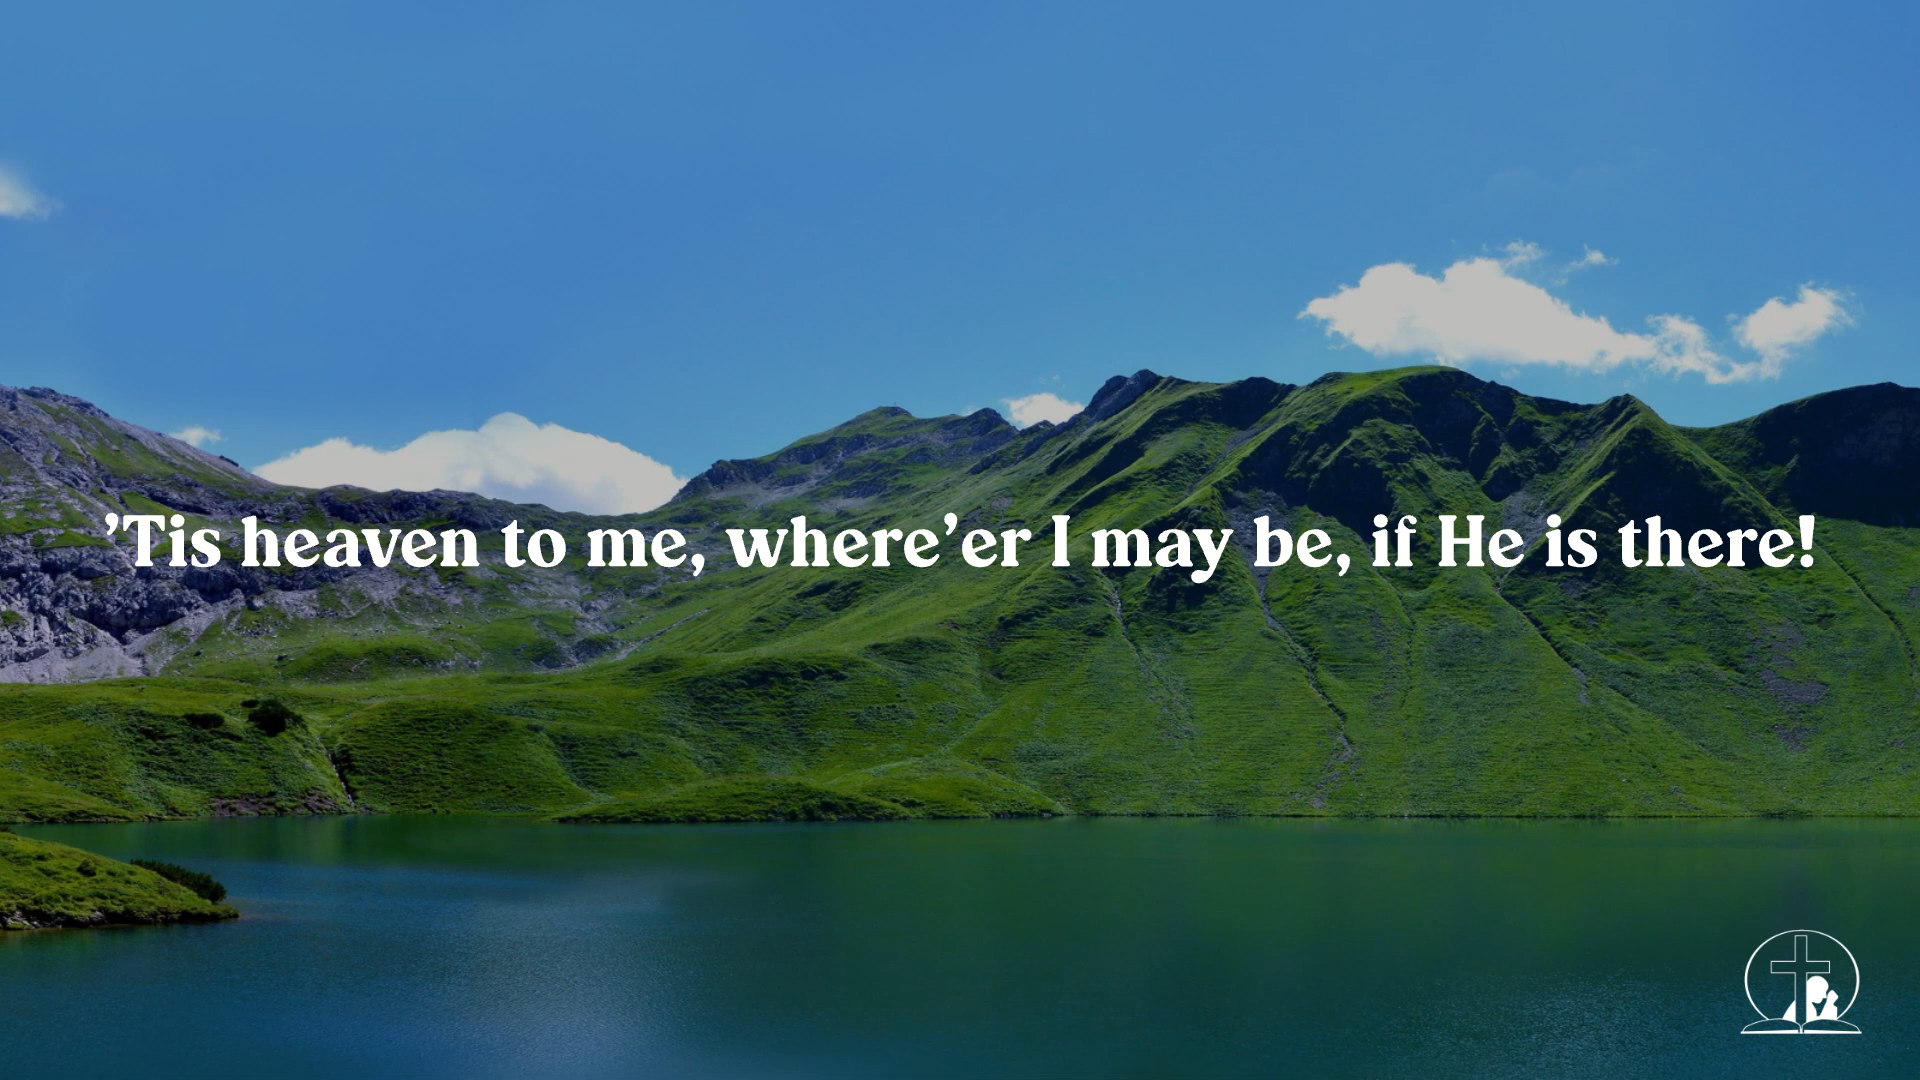 ’Tis heaven to me, where’er I may be, if He is there!